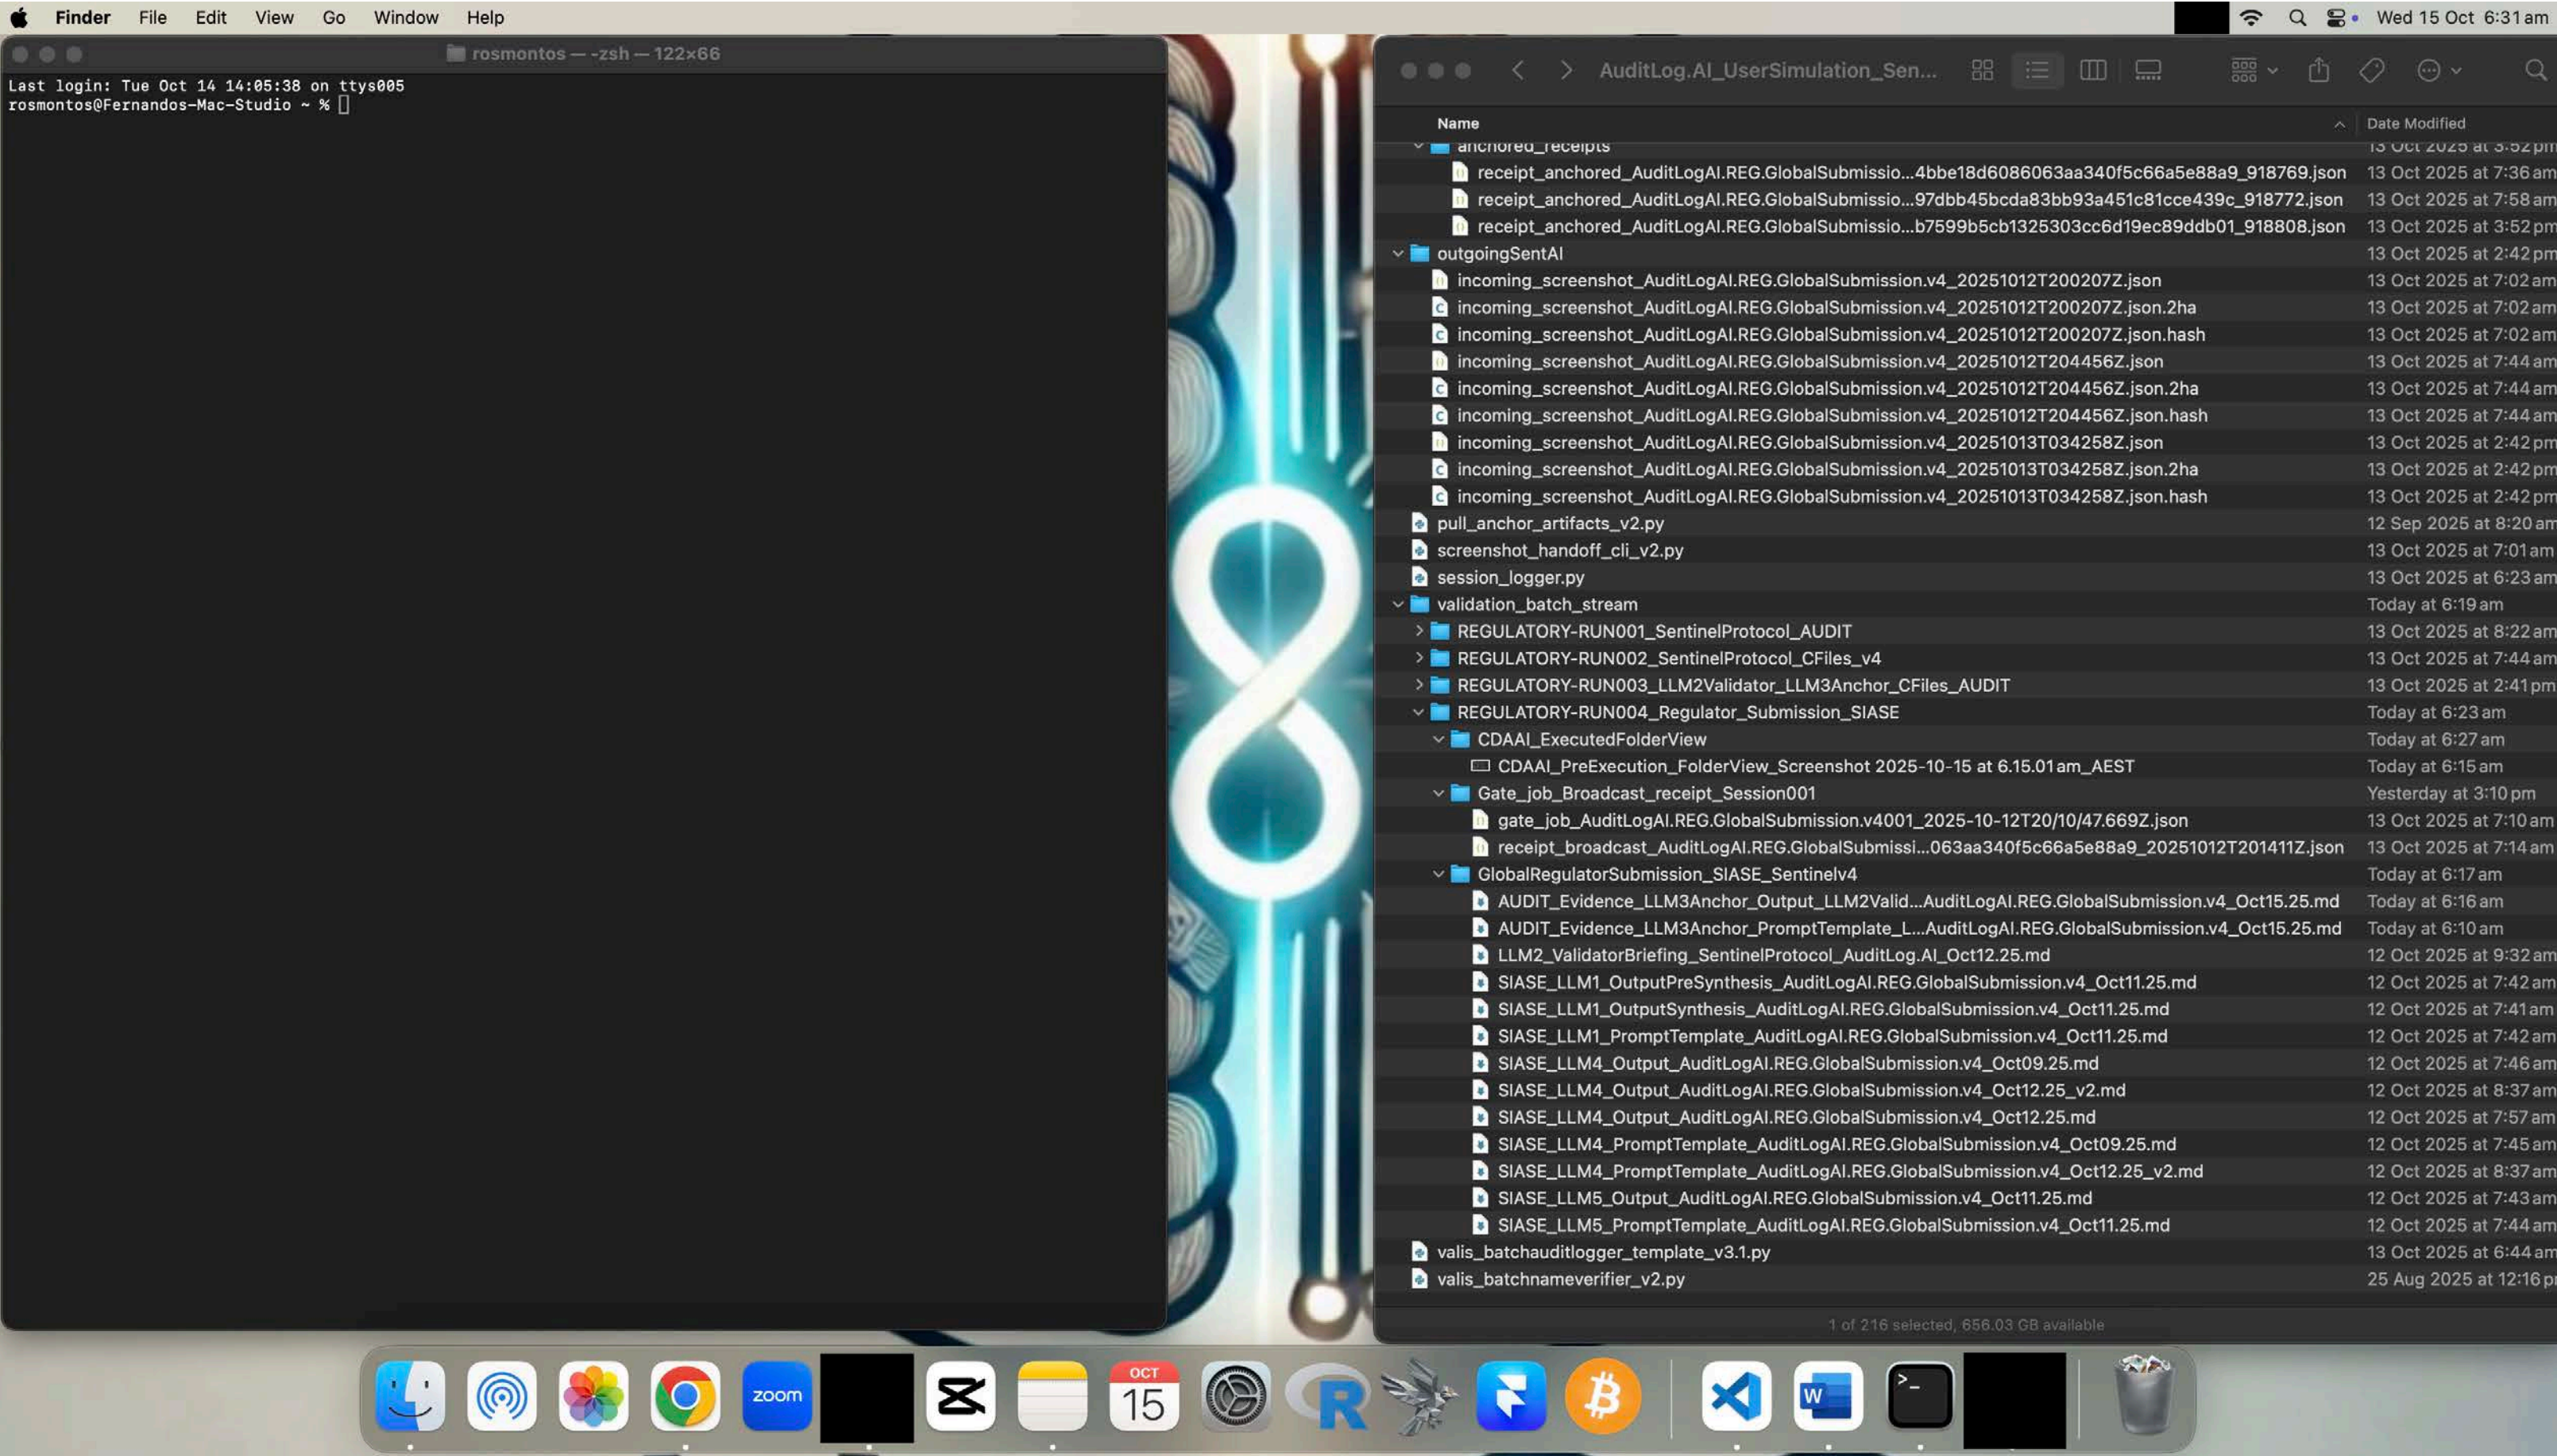 Finder File Edit View Go Window Help
Wed 15 Oct 6:31 am
rosmontos — -zsh — 122×66
Last login: Tue Oct 14 14:05:38 on ttys005
rosmontos@Fernandos-Mac-Studio ~ %
AuditLog.AI_UserSimulation_Sen...
Name Date Modified
anchored_receipts 13 Oct 2025 at 3:52 pm
receipt_anchored_AuditLogAI.REG.GlobalSubmissio...4bbe18d6086063aa340f5c66a5e88a9_918769.json 13 Oct 2025 at 7:36 am
receipt_anchored_AuditLogAI.REG.GlobalSubmissio...97dbb45bcda83bb93a451c81cce439c_918772.json 13 Oct 2025 at 7:58 am
receipt_anchored_AuditLogAI.REG.GlobalSubmissio...b7599b5cb1325303cc6d19ec89ddb01_918808.json 13 Oct 2025 at 3:52 pm
outgoingSentAI 13 Oct 2025 at 2:42 pm
incoming_screenshot_AuditLogAI.REG.GlobalSubmission.v4_20251012T200207Z.json 13 Oct 2025 at 7:02 am
incoming_screenshot_AuditLogAI.REG.GlobalSubmission.v4_20251012T200207Z.json.2ha 13 Oct 2025 at 7:02 am
incoming_screenshot_AuditLogAI.REG.GlobalSubmission.v4_20251012T200207Z.json.hash 13 Oct 2025 at 7:02 am
incoming_screenshot_AuditLogAI.REG.GlobalSubmission.v4_20251012T204456Z.json 13 Oct 2025 at 7:44 am
incoming_screenshot_AuditLogAI.REG.GlobalSubmission.v4_20251012T204456Z.json.2ha 13 Oct 2025 at 7:44 am
incoming_screenshot_AuditLogAI.REG.GlobalSubmission.v4_20251012T204456Z.json.hash 13 Oct 2025 at 7:44 am
incoming_screenshot_AuditLogAI.REG.GlobalSubmission.v4_20251013T034258Z.json 13 Oct 2025 at 2:42 pm
incoming_screenshot_AuditLogAI.REG.GlobalSubmission.v4_20251013T034258Z.json.2ha 13 Oct 2025 at 2:42 pm
incoming_screenshot_AuditLogAI.REG.GlobalSubmission.v4_20251013T034258Z.json.hash 13 Oct 2025 at 2:42 pm
pull_anchor_artifacts_v2.py 12 Sep 2025 at 8:20 am
screenshot_handoff_cli_v2.py 13 Oct 2025 at 7:01 am
session_logger.py 13 Oct 2025 at 6:23 am
validation_batch_stream Today at 6:19 am
REGULATORY-RUN001_SentinelProtocol_AUDIT 13 Oct 2025 at 8:22 am
REGULATORY-RUN002_SentinelProtocol_CFiles_v4 13 Oct 2025 at 7:44 am
REGULATORY-RUN003_LLM2Validator_LLM3Anchor_CFiles_AUDIT 13 Oct 2025 at 2:41 pm
REGULATORY-RUN004_Regulator_Submission_SIASE Today at 6:23 am
CDAAI_ExecutedFolderView Today at 6:27 am
CDAAI_PreExecution_FolderView_Screenshot 2025-10-15 at 6.15.01 am_AEST Today at 6:15 am
Gate_job_Broadcast_receipt_Session001 Yesterday at 3:10 pm
gate_job_AuditLogAI.REG.GlobalSubmission.v4001_2025-10-12T20/10/47.669Z.json 13 Oct 2025 at 7:10 am
receipt_broadcast_AuditLogAI.REG.GlobalSubmissi...063aa340f5c66a5e88a9_20251012T201411Z.json 13 Oct 2025 at 7:14 am
GlobalRegulatorSubmission_SIASE_Sentinelv4 Today at 6:17 am
AUDIT_Evidence_LLM3Anchor_Output_LLM2Valid...AuditLogAI.REG.GlobalSubmission.v4_Oct15.25.md Today at 6:16 am
AUDIT_Evidence_LLM3Anchor_PromptTemplate_L...AuditLogAI.REG.GlobalSubmission.v4_Oct15.25.md Today at 6:10 am
LLM2_ValidatorBriefing_SentinelProtocol_AuditLog.AI_Oct12.25.md 12 Oct 2025 at 9:32 am
SIASE_LLM1_OutputPreSynthesis_AuditLogAI.REG.GlobalSubmission.v4_Oct11.25.md 12 Oct 2025 at 7:42 am
SIASE_LLM1_OutputSynthesis_AuditLogAI.REG.GlobalSubmission.v4_Oct11.25.md 12 Oct 2025 at 7:41 am
SIASE_LLM1_PromptTemplate_AuditLogAI.REG.GlobalSubmission.v4_Oct11.25.md 12 Oct 2025 at 7:42 am
SIASE_LLM4_Output_AuditLogAI.REG.GlobalSubmission.v4_Oct09.25.md 12 Oct 2025 at 7:46 am
SIASE_LLM4_Output_AuditLogAI.REG.GlobalSubmission.v4_Oct12.25_v2.md 12 Oct 2025 at 8:37 am
SIASE_LLM4_Output_AuditLogAI.REG.GlobalSubmission.v4_Oct12.25.md 12 Oct 2025 at 7:57 am
SIASE_LLM4_PromptTemplate_AuditLogAI.REG.GlobalSubmission.v4_Oct09.25.md 12 Oct 2025 at 7:45 am
SIASE_LLM4_PromptTemplate_AuditLogAI.REG.GlobalSubmission.v4_Oct12.25_v2.md 12 Oct 2025 at 8:37 am
SIASE_LLM5_Output_AuditLogAI.REG.GlobalSubmission.v4_Oct11.25.md 12 Oct 2025 at 7:43 am
SIASE_LLM5_PromptTemplate_AuditLogAI.REG.GlobalSubmission.v4_Oct11.25.md 12 Oct 2025 at 7:44 am
valis_batchauditlogger_template_v3.1.py 13 Oct 2025 at 6:44 am
valis_batchnameverifier_v2.py 25 Aug 2025 at 12:16 p
1 of 216 selected, 656.03 GB available
zoom
OCT
15
R
W
>_